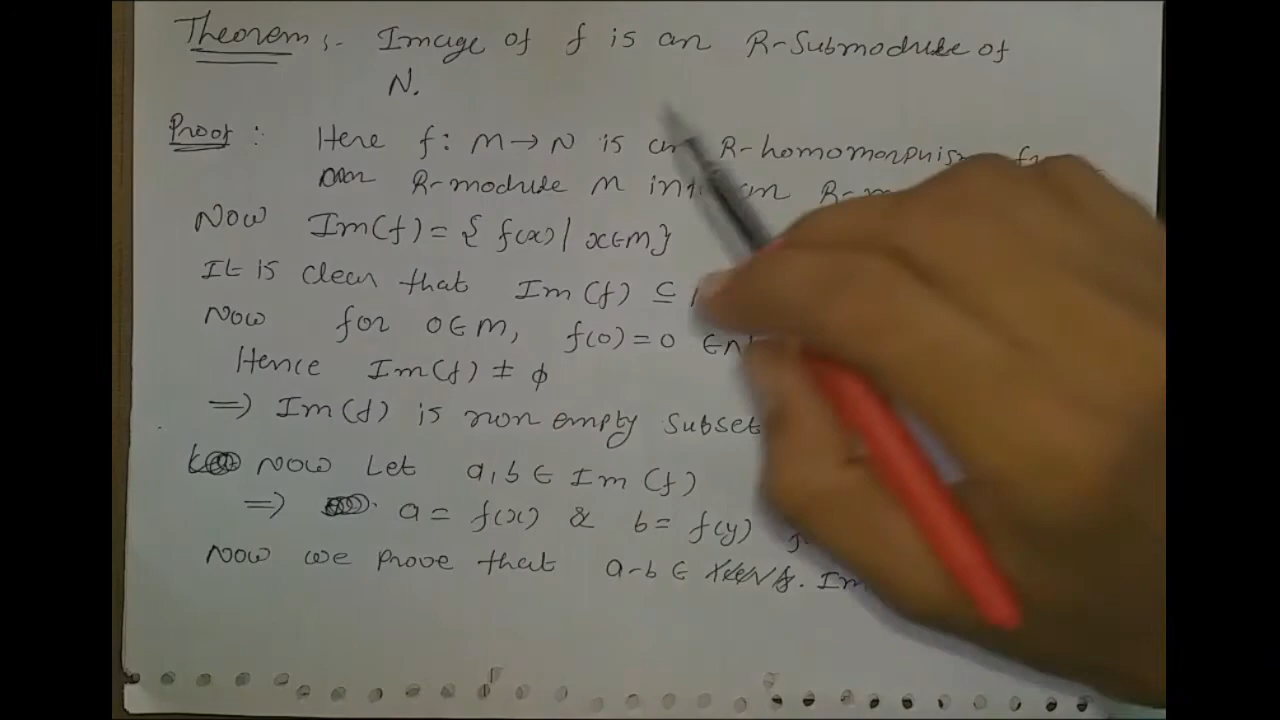 Theorem :- Image of f is an R-Submodule of
N.
Proof : Here f: M → N is an R-homomorphism
R-module M into an R-
Now Im(f) = { f(x) / x∈M }
It is clear that Im(f) ⊆
Now for 0∈M, f(0) = 0 ∈
Hence Im(f) ≠ ϕ
=> Im(f) is non empty subset
Now Let a, b ∈ Im(f)
=> a = f(x) & b = f(y)
Now we prove that a-b ∈ Im